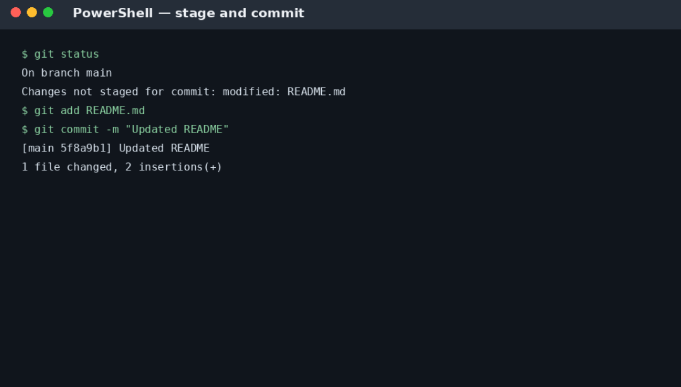 PowerShell — stage and commit
$ git status
On branch main
Changes not staged for commit: modified: README.md
$ git add README.md
$ git commit -m "Updated README"
[main 5f8a9b1] Updated README
1 file changed, 2 insertions(+)